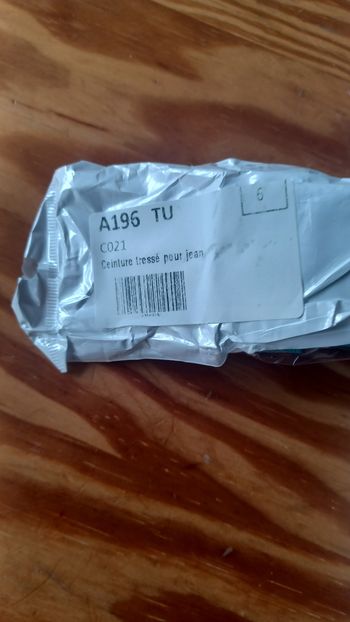 A196 TU
6
C021
Ceinture tressé pour jean